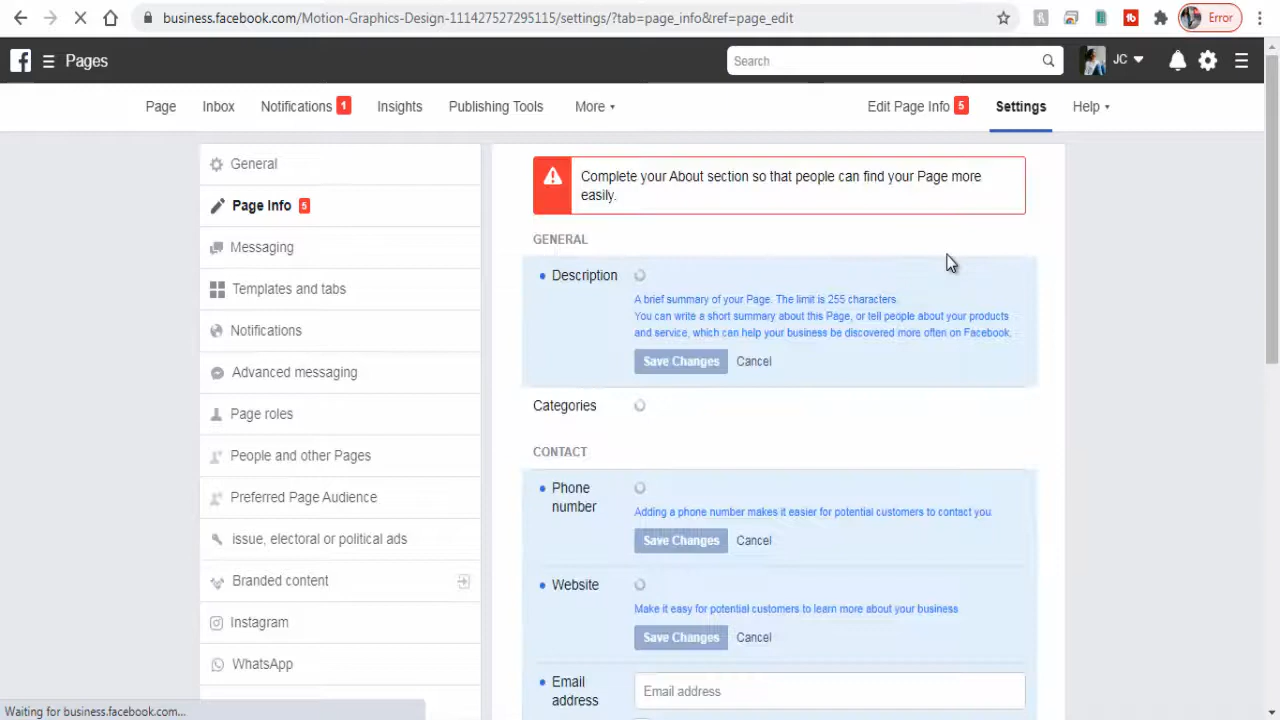 business.facebook.com/Motion-Graphics-Design-111427527295115/settings/?tab=page_info&ref=page_edit
Error
Pages
Search
JC
Page
Inbox
Notifications 1
Insights
Publishing Tools
More
Edit Page Info 5
Settings
Help
General
Page Info 5
Messaging
Templates and tabs
Notifications
Advanced messaging
Page roles
People and other Pages
Preferred Page Audience
issue, electoral or political ads
Branded content
Instagram
WhatsApp
Complete your About section so that people can find your Page more
easily.
GENERAL
Description
A brief summary of your Page. The limit is 255 characters.
You can write a short summary about this Page, or tell people about your products
and service, which can help your business be discovered more often on Facebook.
Save Changes Cancel
Categories
CONTACT
Phone
number
Adding a phone number makes it easier for potential customers to contact you
Save Changes Cancel
Website
Make it easy for potential customers to learn more about your business
Save Changes Cancel
Email
address
Email address
Waiting for business.facebook.com...